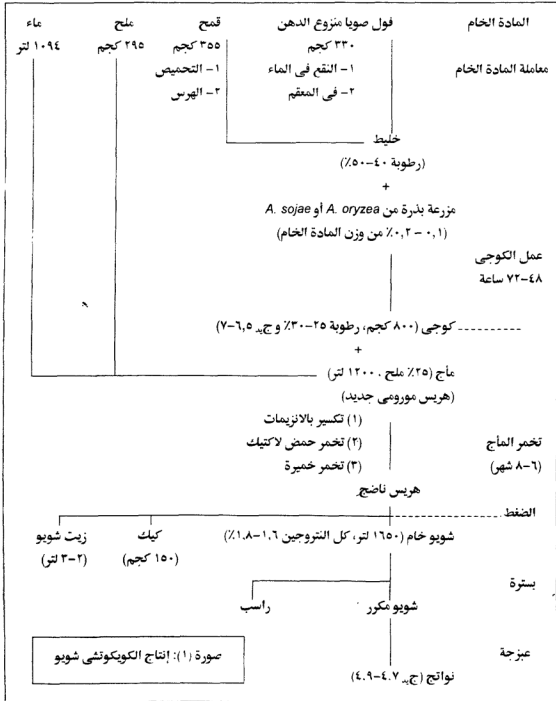 المادة الخام فول صويا منزوع الدهن قمح ملح ماء
٣٣٠ كجم ٣٥٥ كجم ٢٩٥ كجم ١٠٩٤ لتر
معاملة المادة الخام ١- النقع فى الماء ١- التحميص
٢- فى المعقم ٢- الهرس
خليط
(رطوبة ٤٠-٥٠٪)
+
مزرعة بذرة من A. oryzea أو A. sojae
(٠,١ - ٠,٢٪ من وزن المادة الخام)
عمل الكوجى
٤٨-٧٢ ساعة
كوجى (٨٠٠ كجم، رطوبة ٢٥-٣٠٪ و ج يد ٦,٥-٧)
+
مأج (٢٥٪ ملح . ١٢٠٠ لتر)
(هريس مورومى جديد)
(١) تكسير بالانزيمات
تخمر المأج (٢) تخمر حمض لاكتيك
(٦-٨ شهر) (٣) تخمر خميرة
هريس ناضج
الضغط
شويو خام (١٦٥٠ لتر، كل النتروجين ١,٦-١,٨٪) كيك زيت شويو
(١٥٠ كجم) (٢-٣ لتر)
بسترة
شويو مكرر راسب
عبزجة
صورة (١): إنتاج الكويكوتشى شويو
نواتج (ج يد ٤,٧-٤,٩)